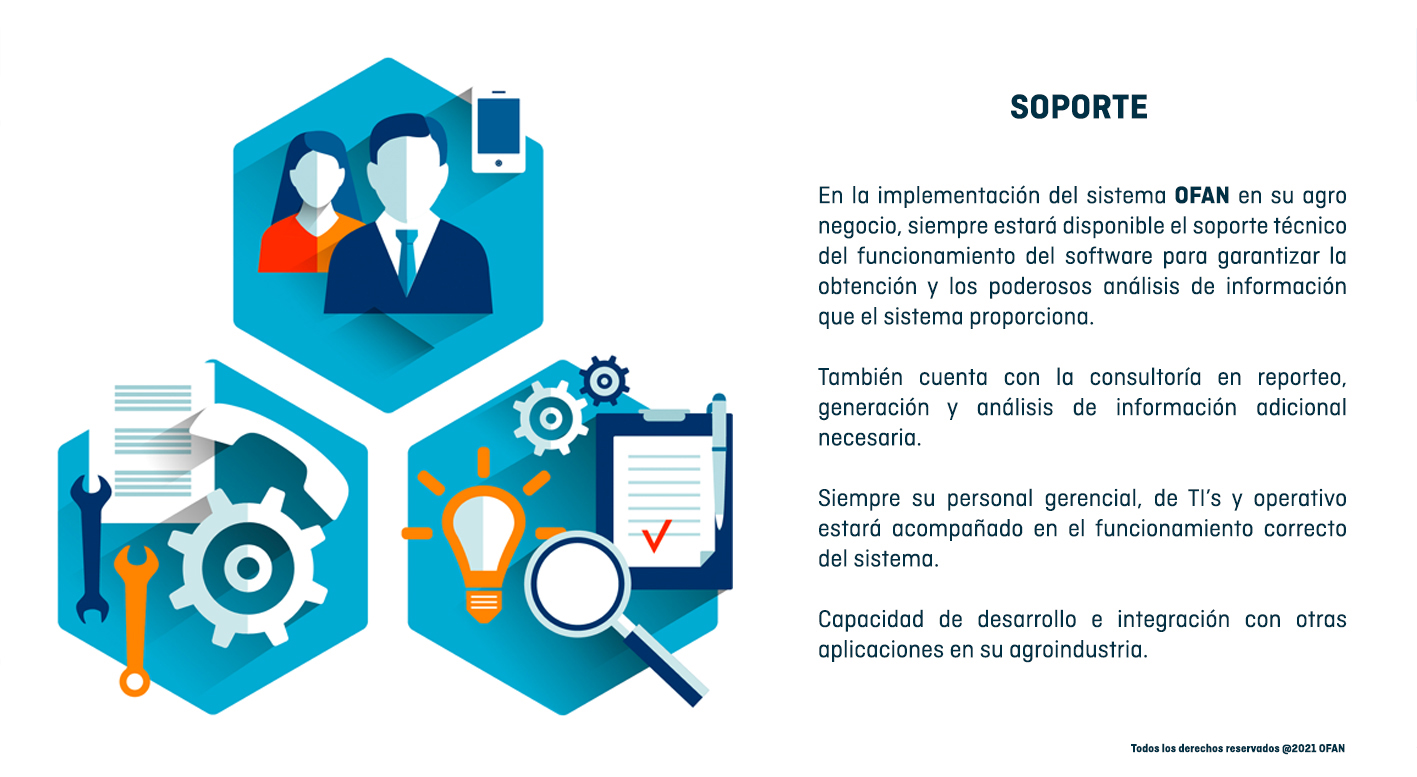 SOPORTE
En la implementación del sistema OFAN en su agro
negocio, siempre estará disponible el soporte técnico
del funcionamiento del software para garantizar la
obtención y los poderosos análisis de información
que el sistema proporciona.
También cuenta con la consultoría en reporteo,
generación y análisis de información adicional
necesaria.
Siempre su personal gerencial, de TI's y operativo
estará acompañado en el funcionamiento correcto
del sistema.
Capacidad de desarrollo e integración con otras
aplicaciones en su agroindustria.
Todos los derechos reservados @2021 OFAN